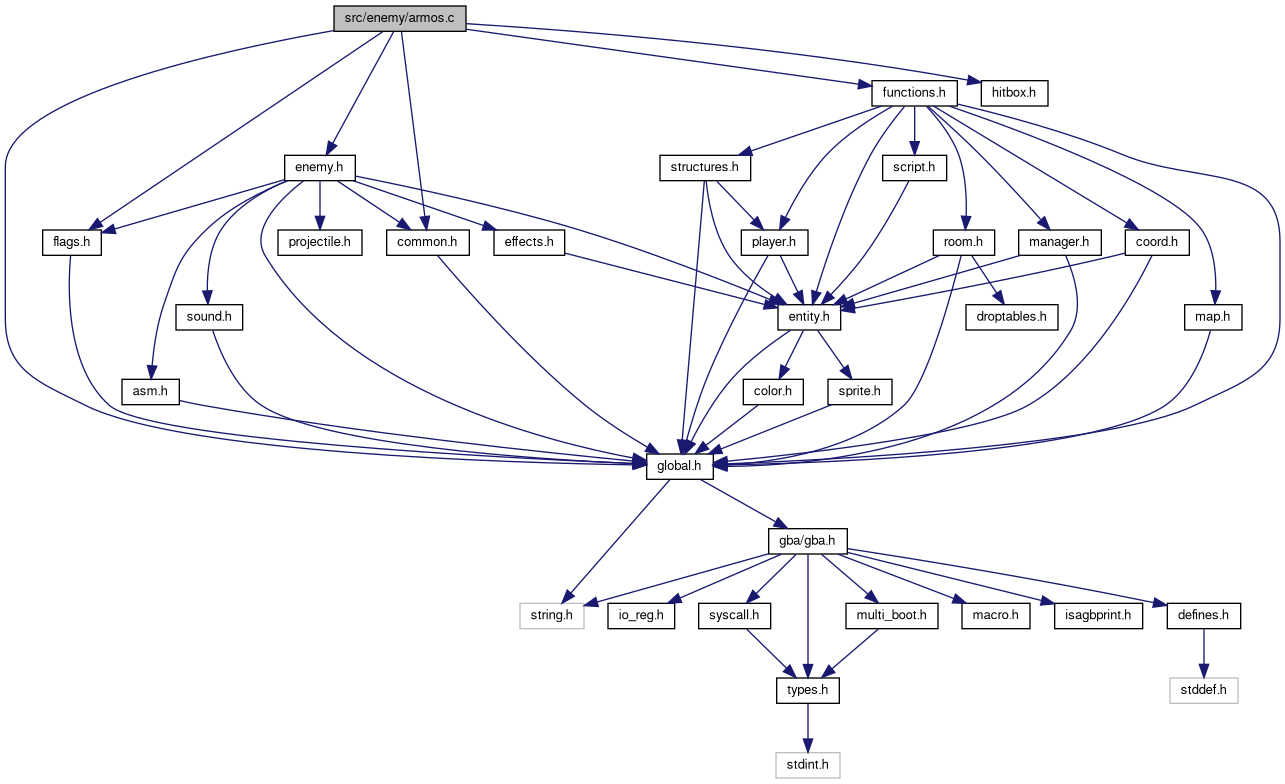 src/enemy/armos.c
functions.h
hitbox.h
enemy.h
structures.h
script.h
flags.h
projectile.h
common.h
effects.h
player.h
room.h
manager.h
coord.h
sound.h
entity.h
droptables.h
map.h
asm.h
color.h
sprite.h
global.h
gba/gba.h
string.h
io_reg.h
syscall.h
multi_boot.h
macro.h
isagbprint.h
defines.h
types.h
stddef.h
stdint.h